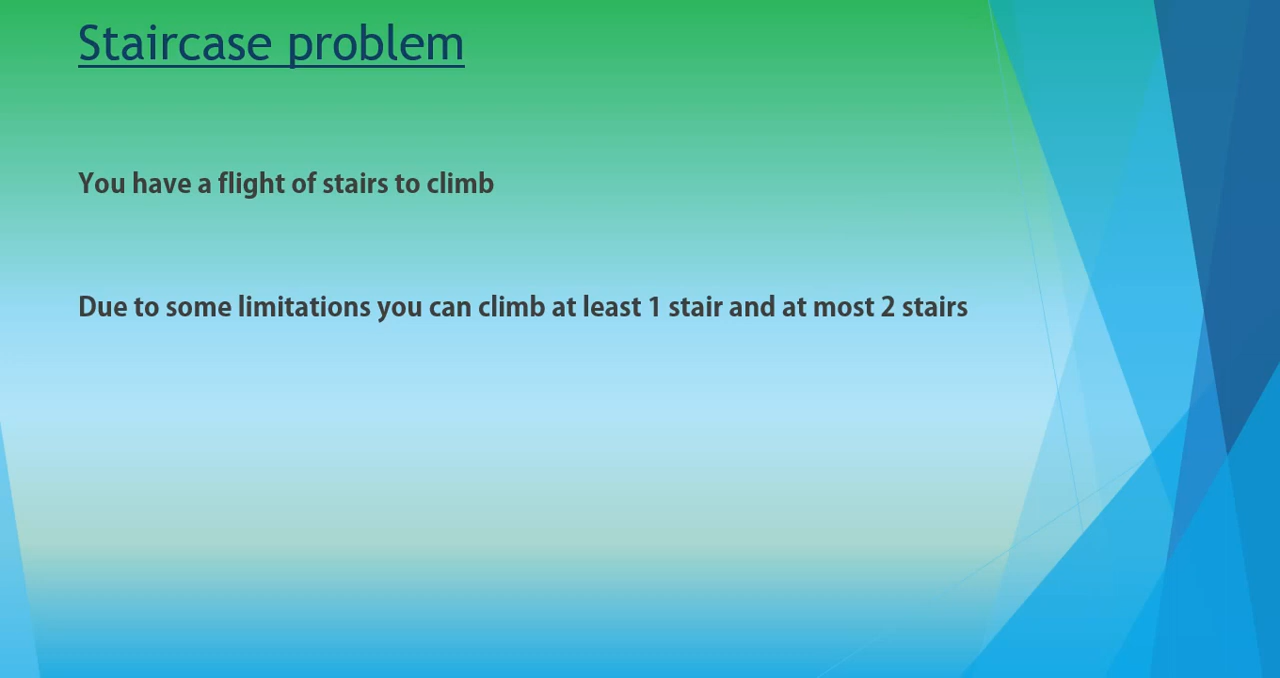 Staircase problem
You have a flight of stairs to climb
Due to some limitations you can climb at least 1 stair and at most 2 stairs